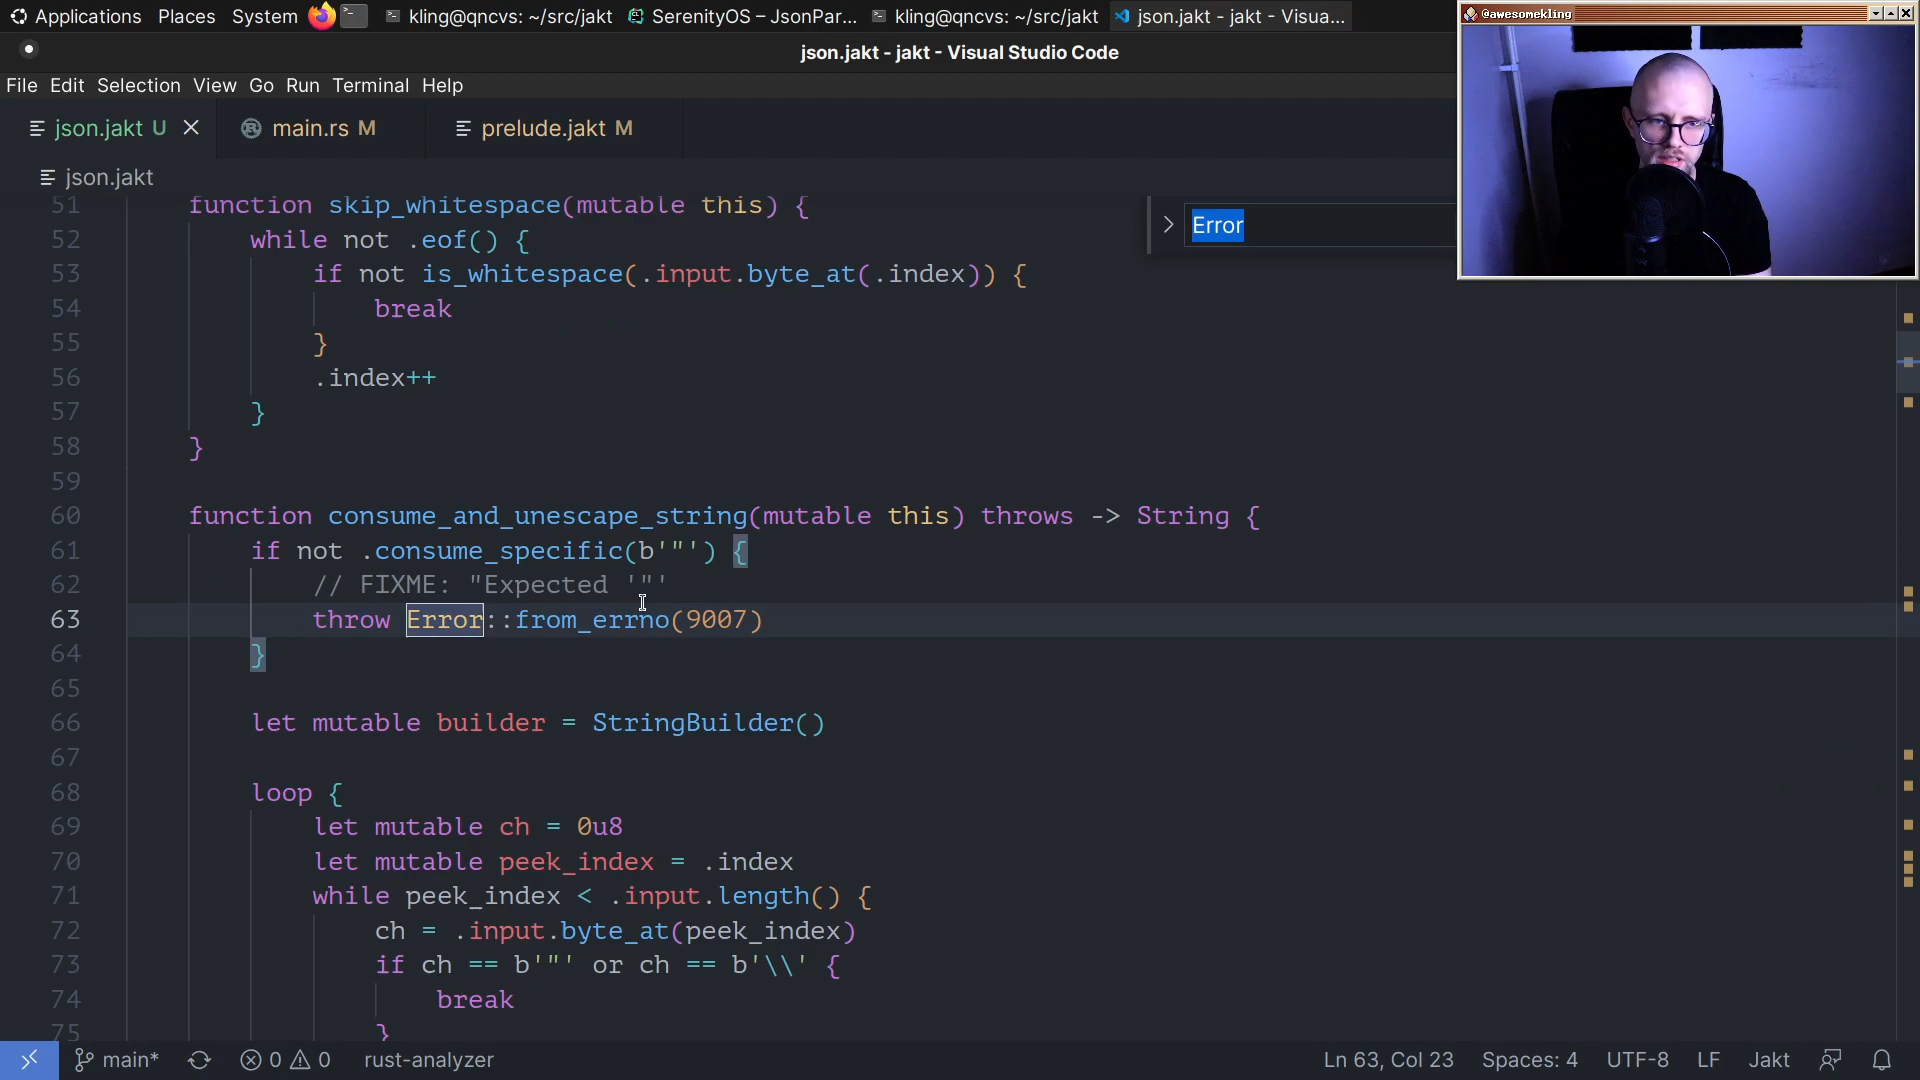 Applications Places System kling@qncvs: ~/src/jakt SerenityOS – JsonPar... kling@qncvs: ~/src/jakt json.jakt - jakt - Visua...
@awesomekling
json.jakt - jakt - Visual Studio Code
File Edit Selection View Go Run Terminal Help
json.jakt U main.rs M prelude.jakt M
json.jakt
Error
51 function skip_whitespace(mutable this) {
52 while not .eof() {
53 if not is_whitespace(.input.byte_at(.index)) {
54 break
55 }
56 .index++
57 }
58 }
59
60 function consume_and_unescape_string(mutable this) throws -> String {
61 if not .consume_specific(b'"') {
62 // FIXME: "Expected '"'
63 throw Error::from_errno(9007)
64 }
65
66 let mutable builder = StringBuilder()
67
68 loop {
69 let mutable ch = 0u8
70 let mutable peek_index = .index
71 while peek_index < .input.length() {
72 ch = .input.byte_at(peek_index)
73 if ch == b'"' or ch == b'\\' {
74 break
75 }
main* 0 0 rust-analyzer Ln 63, Col 23 Spaces: 4 UTF-8 LF Jakt